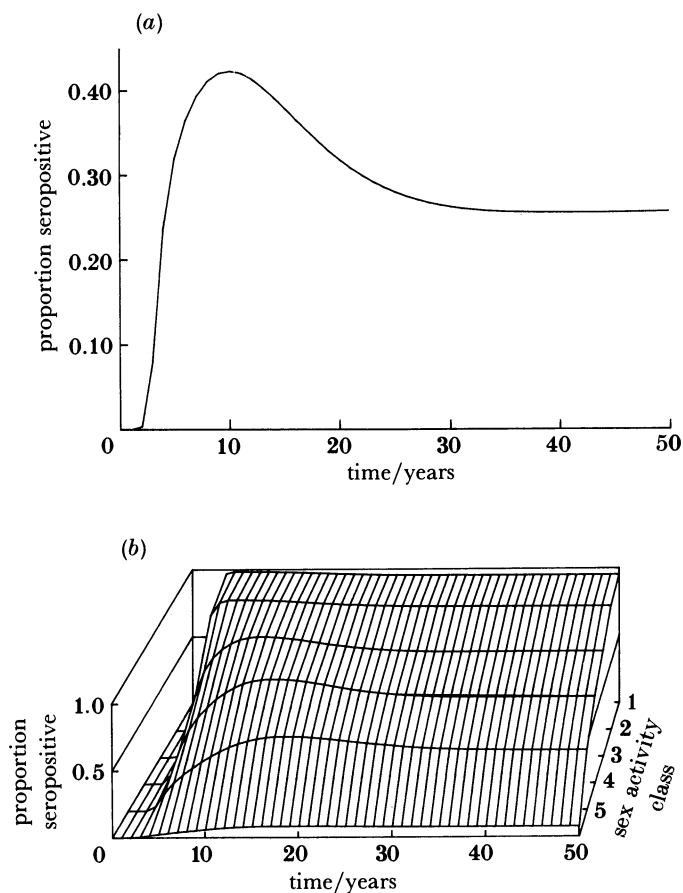 (a)
0.40
0.30
0.20
0.10
proportion seropositive
10 20 30 40 50
time/years
(b)
1.0
0.5
proportion
seropositive
1
2
3
4
5
sex activity
class
0 10 20 30 40 50
time/years